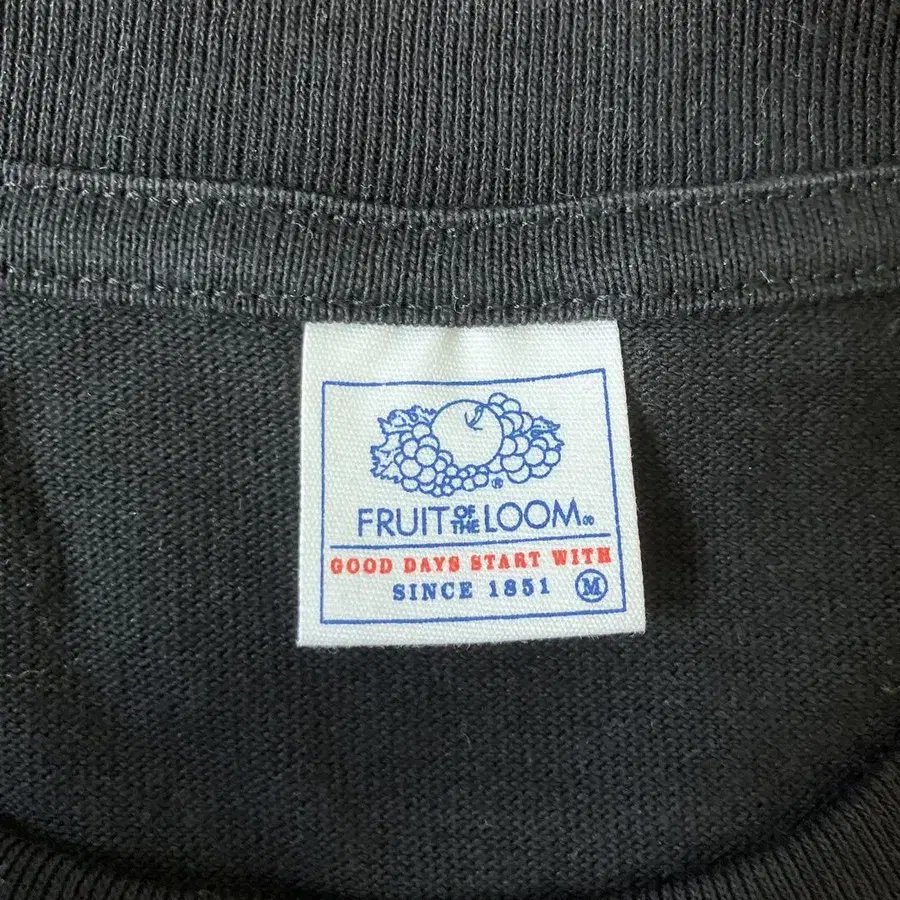 ®
FRUIT OF THE LOOM®
GOOD DAYS START WITH
SINCE 1851 M